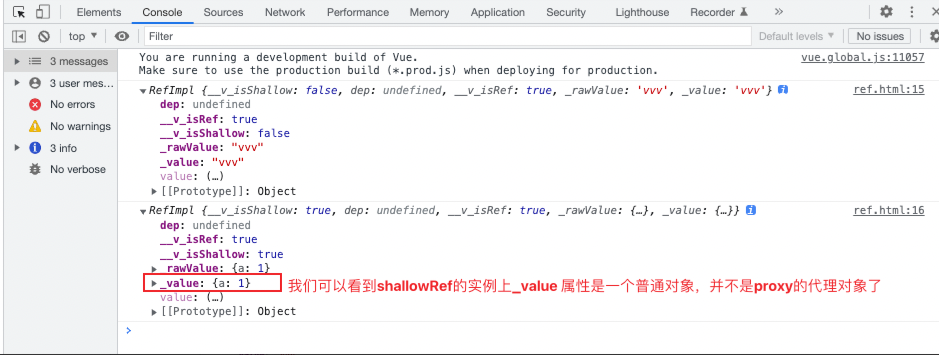 Elements Console Sources Network Performance Memory Application Security Lighthouse Recorder »
top ▼ Filter Default levels ▼ No issues
3 messages
3 user mes…
No errors
No warnings
3 info
No verbose
You are running a development build of Vue. vue.global.js:11057
Make sure to use the production build (*.prod.js) when deploying for production.
▼RefImpl {__v_isShallow: false, dep: undefined, __v_isRef: true, _rawValue: 'vvv', _value: 'vvv'} i ref.html:15
dep: undefined
__v_isRef: true
__v_isShallow: false
_rawValue: "vvv"
_value: "vvv"
value: (…)
▶[[Prototype]]: Object
▼RefImpl {__v_isShallow: true, dep: undefined, __v_isRef: true, _rawValue: {…}, _value: {…}} i ref.html:16
dep: undefined
__v_isRef: true
__v_isShallow: true
▶_rawValue: {a: 1}
▶_value: {a: 1} 我们可以看到shallowRef的实例上_value 属性是一个普通对象，并不是proxy的代理对象了
value: (…)
▶[[Prototype]]: Object
>